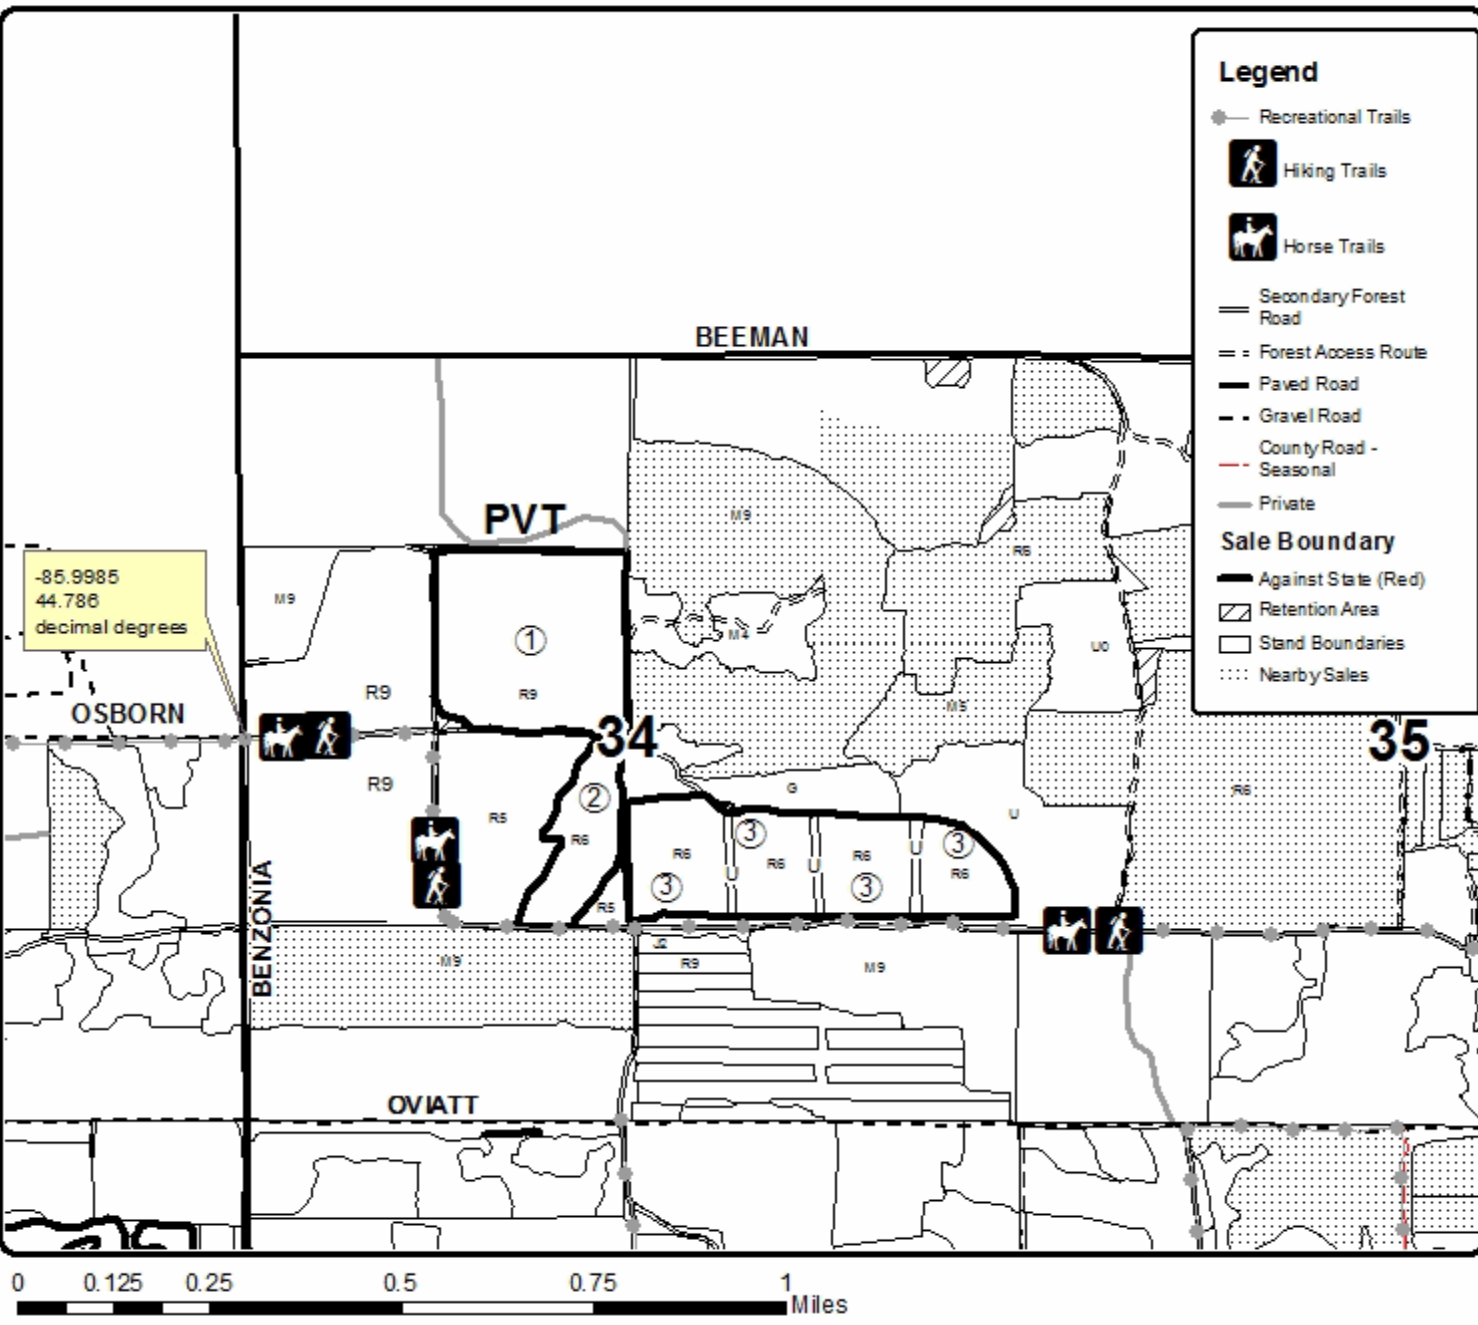 Legend
Recreational Trails
Hiking Trails
Horse Trails
Secondary Forest
Road
BEEMAN
Forest Access Route
Paved Road
Gravel Road
County Road -
Seasonal
Private
PVT
M9
R6
Sale Boundary
-85.9985
44.786
decimal degrees
Against State (Red)
M9
Retention Area
1
M4
U0
Stand Boundaries
Nearby Sales
R9
R9
M5
OSBORN
34
35
R9
2
G
R6
R5
R6
U
3
3
R6
R6
R6
U
U
U
R6
3
3
BENZONIA
R5
J2
M9
R9
M9
OVIATT
0
0.125
0.25
0.5
0.75
1
Miles